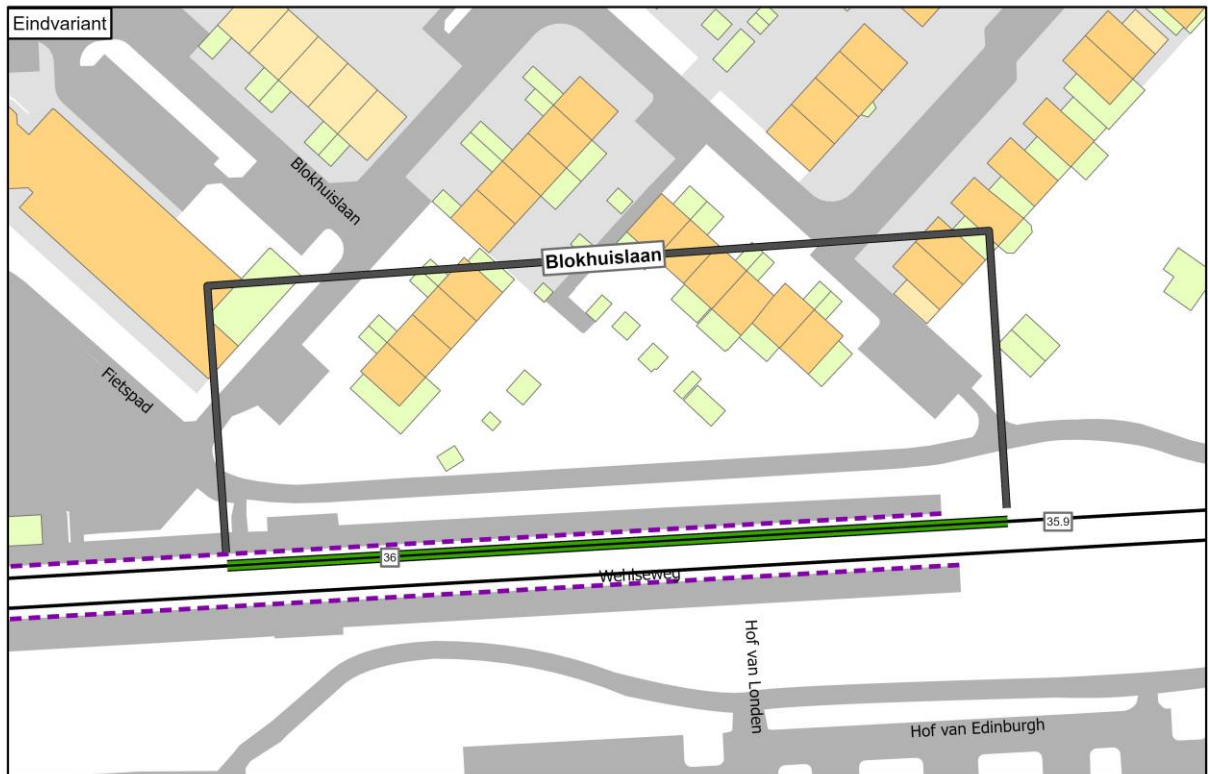 Eindvariant
Blokhuislaan
Blokhuislaan
Fietspad
35.9
36
Wehlseweg
Hof van Londen
Hof van Edinburgh